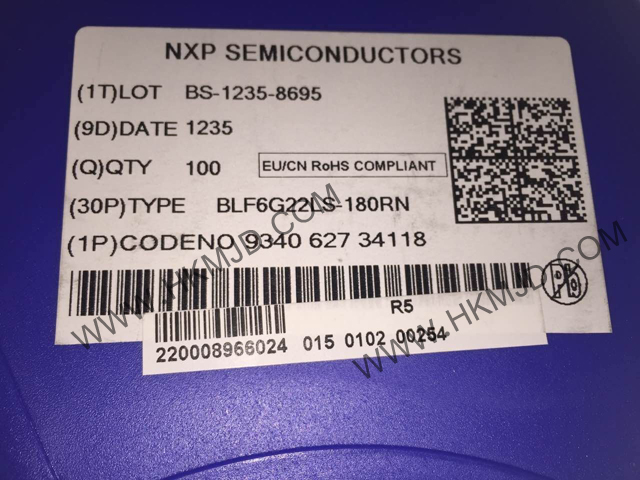 NXP SEMICONDUCTORS
(1T)LOT BS-1235-8695
(9D)DATE 1235
(Q)QTY 100 EU/CN RoHS COMPLIANT
(30P)TYPE BLF6G22LS-180RN
(1P)CODENO 9340 627 34118
Pb
R5
220008966024 015 0102 00254
WWW.HKMJD.COM
WWW.HKMJD.COM